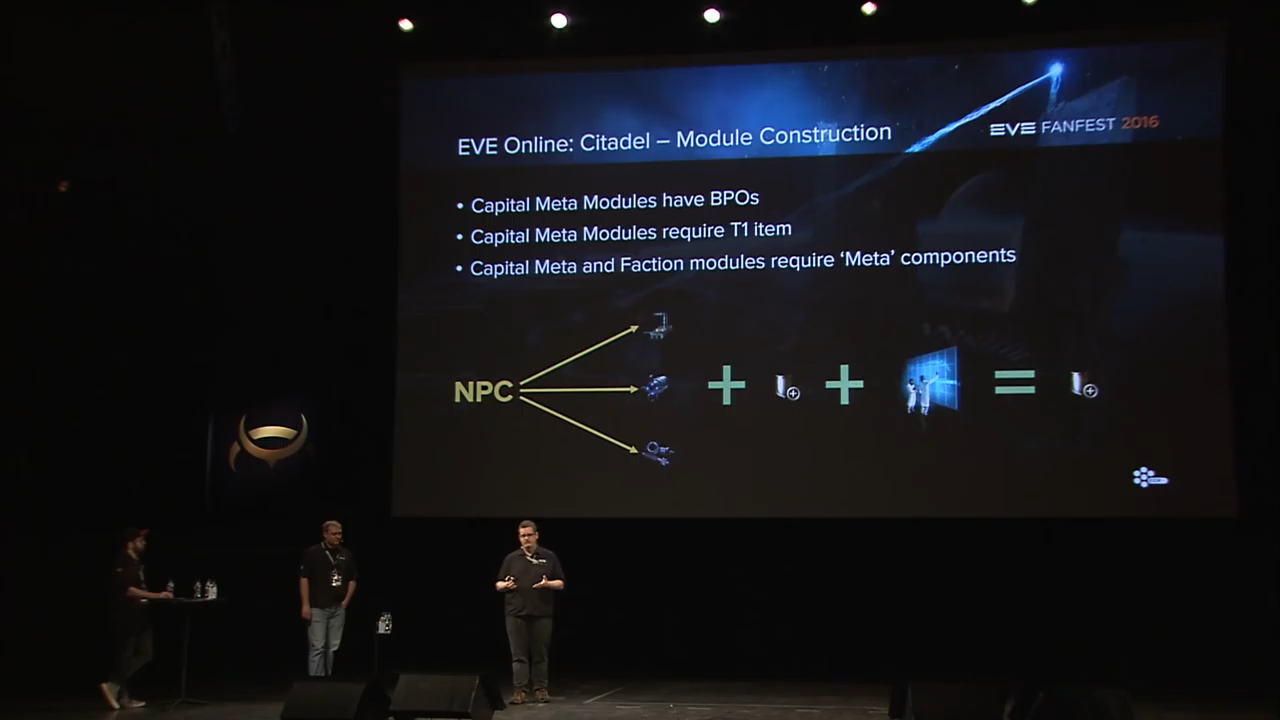 EVE Online: Citadel – Module Construction
EVE FANFEST 2016
• Capital Meta Modules have BPOs
• Capital Meta Modules require T1 item
• Capital Meta and Faction modules require ‘Meta’ components
NPC